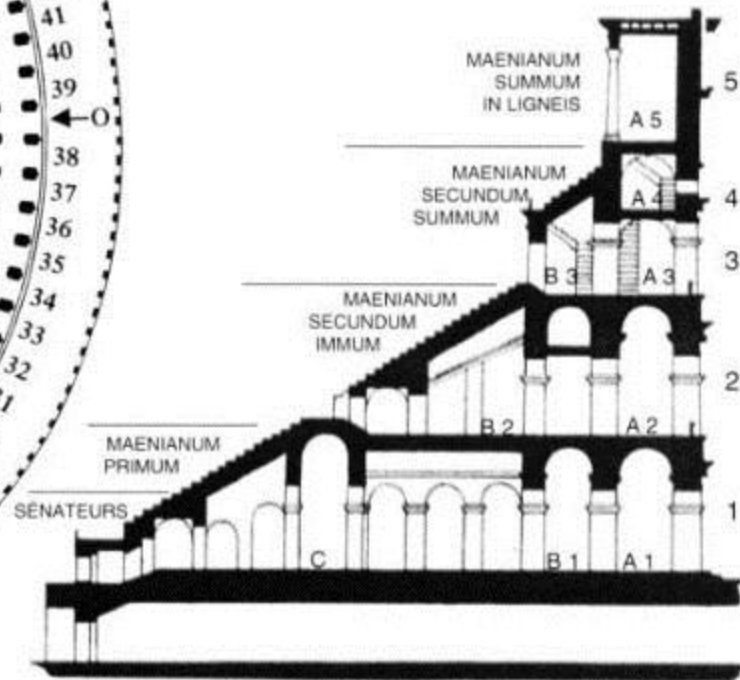 41
40
39
O
38
37
36
35
34
33
32
MAENIANUM
SUMMUM
IN LIGNEIS
A 5
5
MAENIANUM
SECUNDUM
SUMMUM
A 4
4
B 3
A 3
3
MAENIANUM
SECUNDUM
IMMUM
B 2
A 2
2
MAENIANUM
PRIMUM
SÉNATEURS
C
B 1
A 1
1